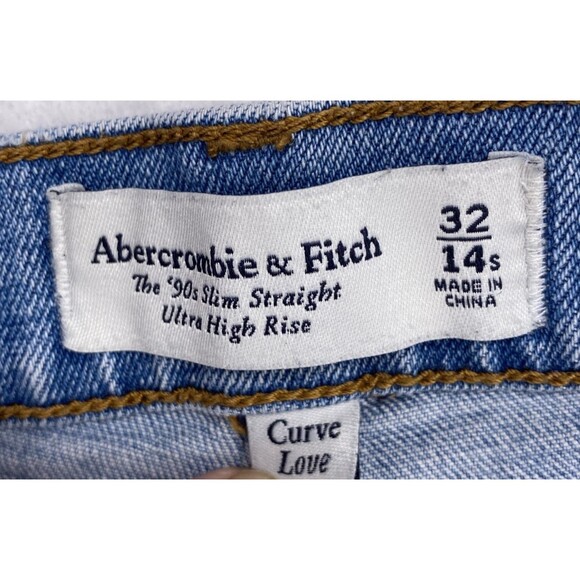 Abercrombie & Fitch
The '90s Slim Straight
Ultra High Rise
32
14s
MADE IN
CHINA
Curve
Love